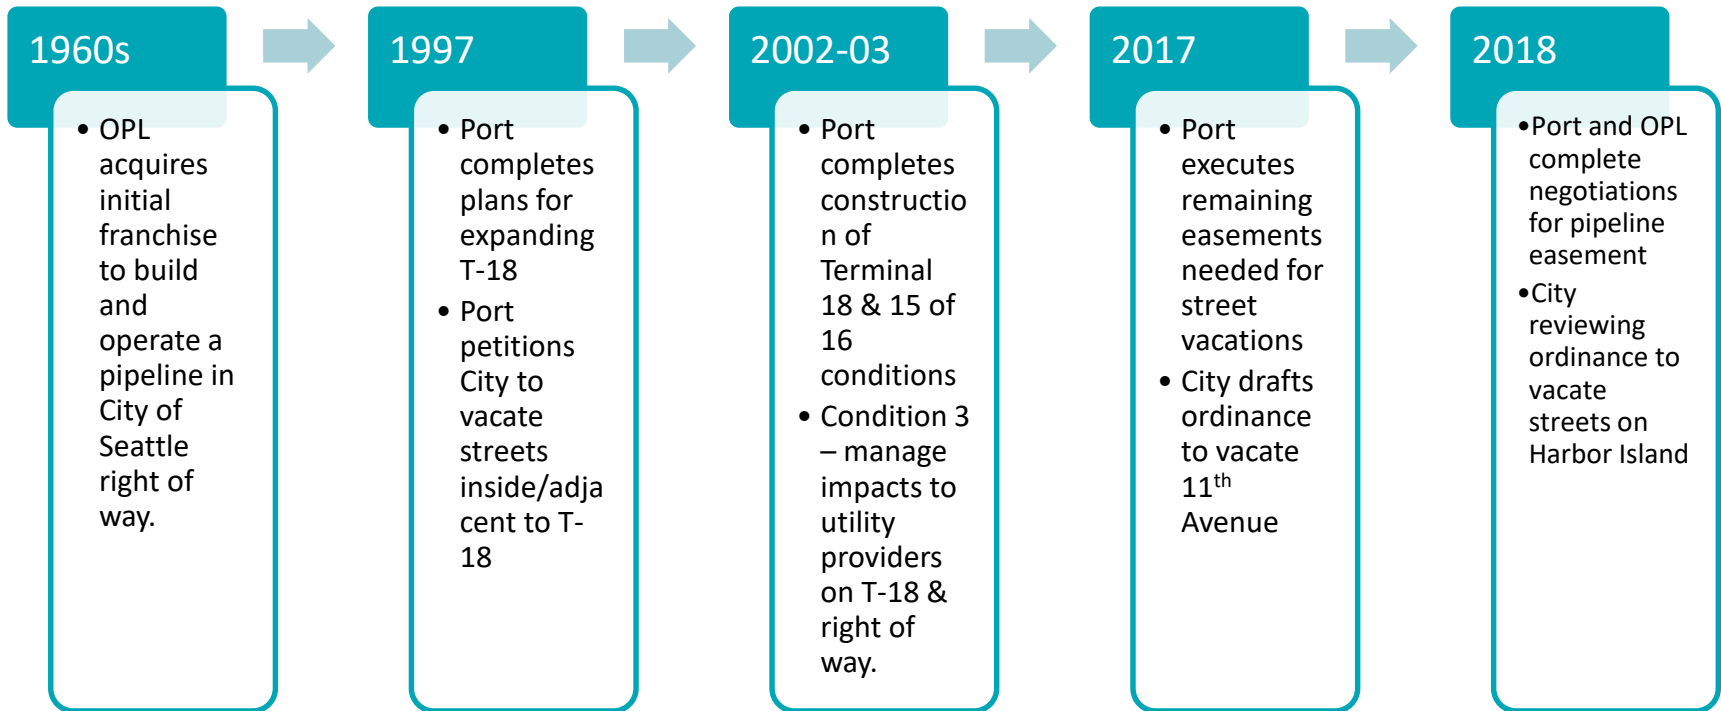 1960s
• OPL
acquires
initial
franchise
to build
and
operate a
pipeline in
City of
Seattle
right of
way.
1997
• Port
completes
plans for
expanding
T-18
• Port
petitions
City to
vacate
streets
inside/adja
cent to T-
18
2002-03
• Port
completes
constructio
n of
Terminal
18 & 15 of
16
conditions
• Condition 3
– manage
impacts to
utility
providers
on T-18 &
right of
way.
2017
• Port
executes
remaining
easements
needed for
street
vacations
• City drafts
ordinance
to vacate
11th
Avenue
2018
•Port and OPL
complete
negotiations
for pipeline
easement
•City
reviewing
ordinance to
vacate
streets on
Harbor Island